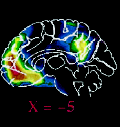 X = -5